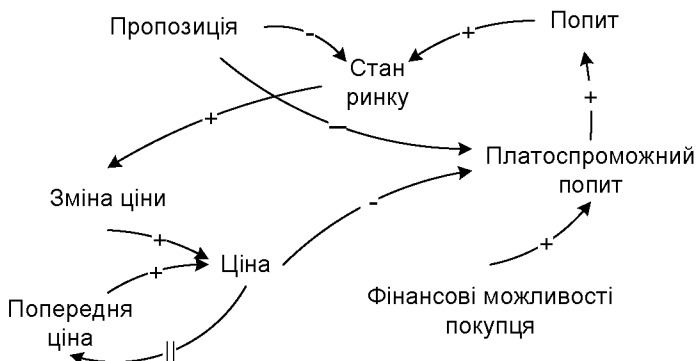 Пропозиція
-
+
Попит
Стан
ринку
+
+
–
Платоспроможний
попит
Зміна ціни
-
+
Ціна
+
+
Попередня
ціна
Фінансові можливості
покупця
||